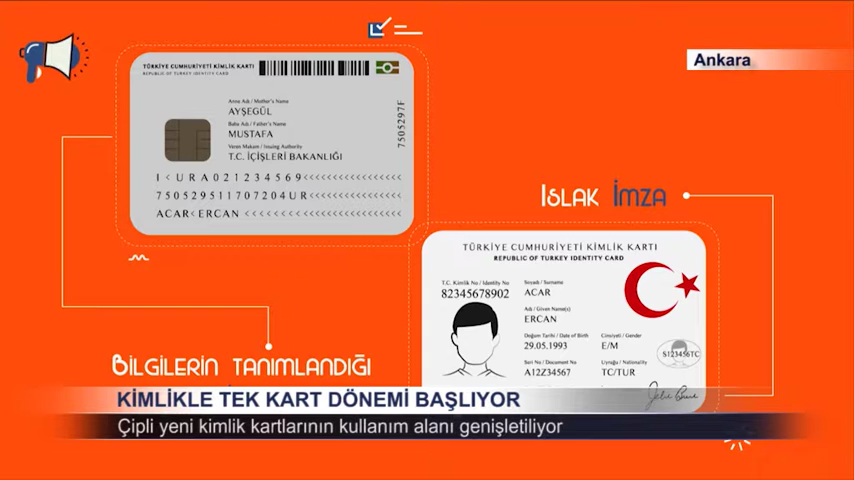 Ankara
TÜRKİYE CUMHURİYETİ KİMLİK KARTI
REPUBLIC OF TURKEY IDENTITY CARD
Anne Adı / Mother's Name
AYŞEGÜL
Baba Adı / Father's Name
MUSTAFA
Veren Makam / Issuing Authority
T.C. İÇİŞLERİ BAKANLIĞI
7505297F
I<URA021234569<<<<<<<<<<<<<<<
750529511707204UR<<<<<<<<<<<
ACAR<ERCAN<<<<<<<<<<<<<<<<<<
ISLAK İMZA
TÜRKİYE CUMHURİYETİ KİMLİK KARTI
REPUBLIC OF TURKEY IDENTITY CARD
T.C. Kimlik No / Identity No
82345678902
Soyadı / Surname
ACAR
Adı / Given Name(s)
ERCAN
Doğum Tarihi / Date of Birth
29.05.1993
Cinsiyeti / Gender
E/M
Seri No / Document No
A12Z34567
Uyruğu / Nationality
TC/TUR
S123456TC
BİLGİLERİN TANIMLANDIĞI
KİMLİKLE TEK KART DÖNEMİ BAŞLIYOR
Çipli yeni kimlik kartlarının kullanım alanı genişletiliyor